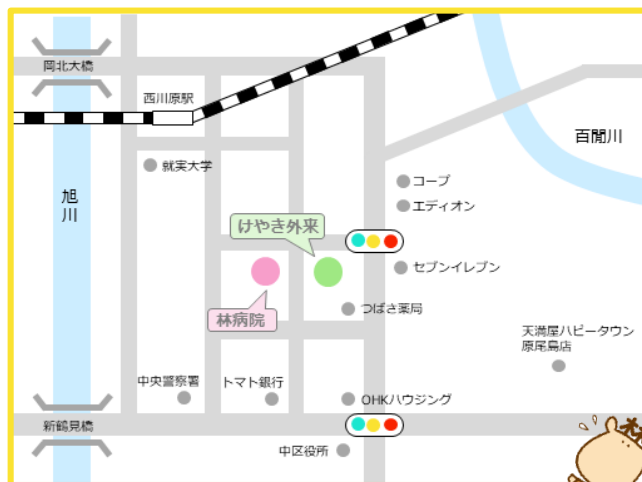 岡北大橋
西川原駅
百間川
就実大学
コープ
旭川
エディオン
けやき外来
セブンイレブン
林病院
つばさ薬局
天満屋ハピータウン
原尾島店
中央警察署
トマト銀行
OHKハウジング
新鶴見橋
中区役所
林